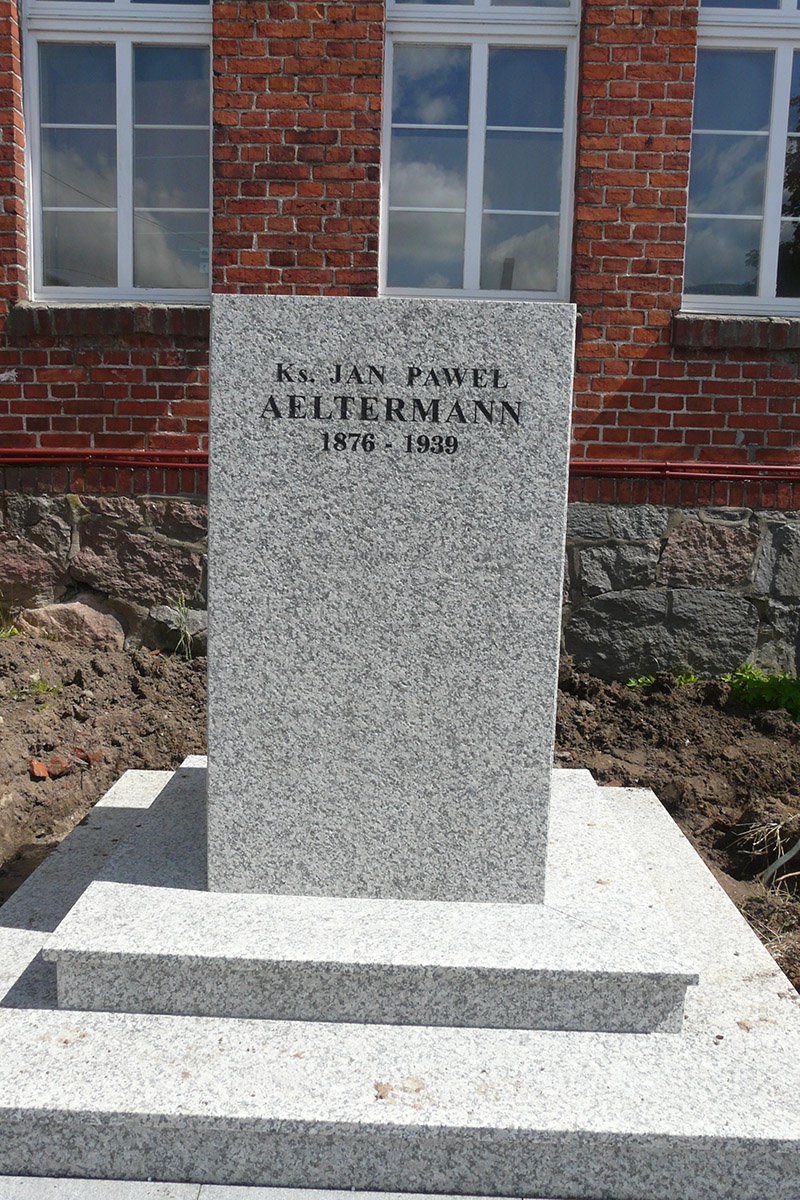 Ks. JAN PAWEŁ
AELTERMANN
1876 - 1939